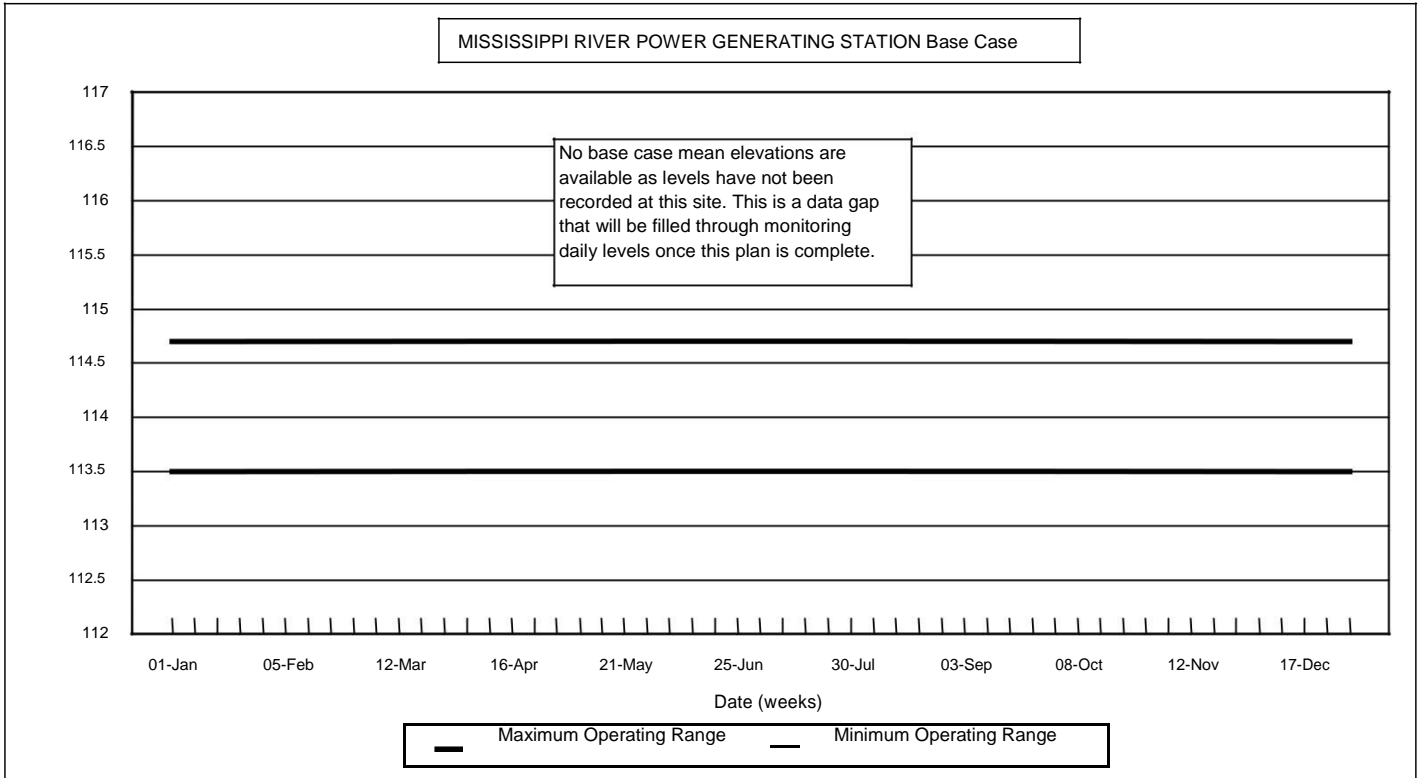 MISSISSIPPI RIVER POWER GENERATING STATION Base Case
117
116.5
116
115.5
115
114.5
114
113.5
113
112.5
112
No base case mean elevations are
available as levels have not been
recorded at this site. This is a data gap
that will be filled through monitoring
daily levels once this plan is complete.
01-Jan 05-Feb 12-Mar 16-Apr 21-May 25-Jun 30-Jul 03-Sep 08-Oct 12-Nov 17-Dec
Date (weeks)
Maximum Operating Range Minimum Operating Range